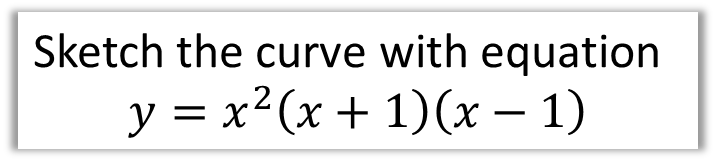 Sketch the curve with equation
y = x²(x + 1)(x − 1)